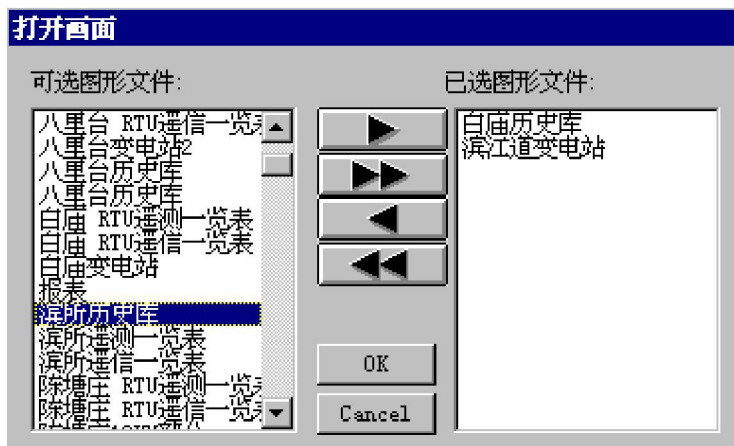 打开画面
可选图形文件:
已选图形文件:
八里台 RTU遥信一览
八里台变电站2
八里台历史库
八里台历史库
白庙 RTU遥测一览表
白庙 RTU遥信一览表
白庙变电站
报表
滨所历史库
滨所遥测一览表
滨所遥信一览表
陈塘庄 RTU遥测一览
陈塘庄 RTU遥信一览
白庙历史库
滨江道变电站
OK
Cancel